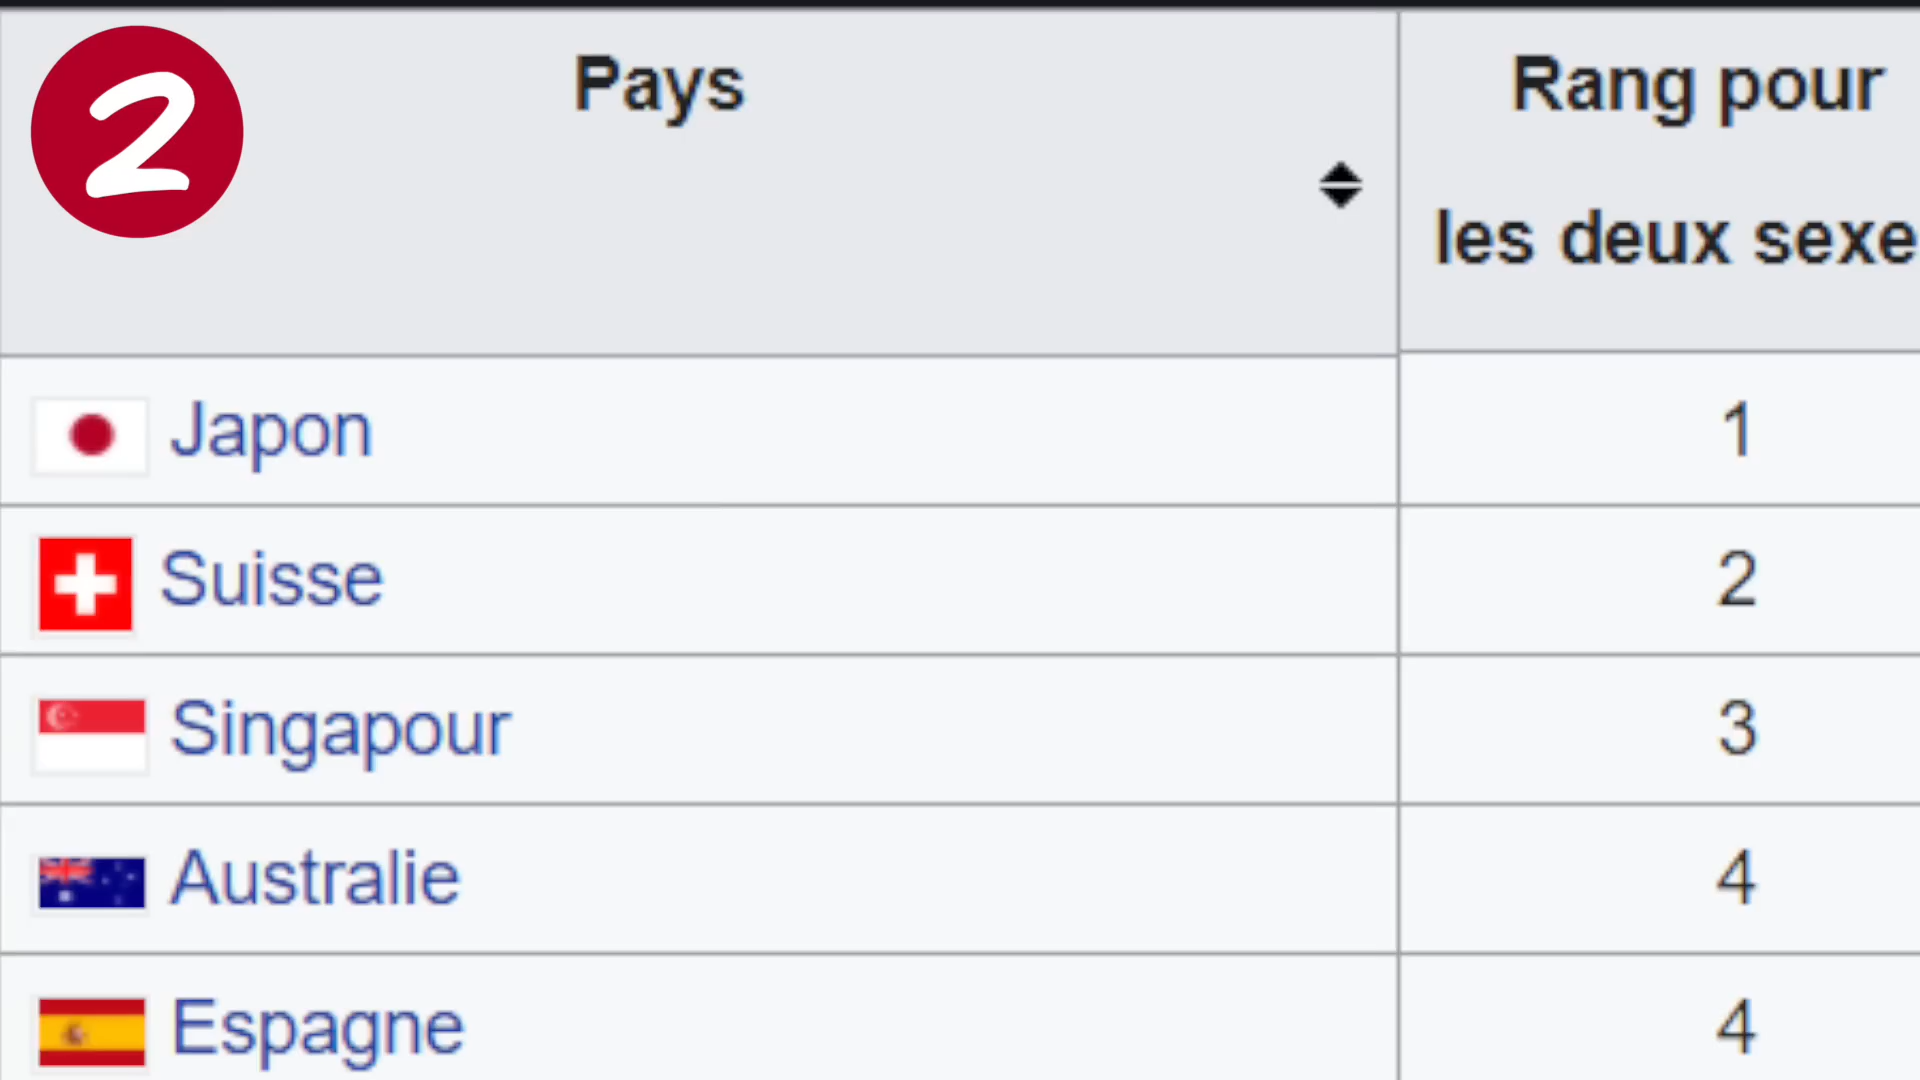 2
Pays
Rang pour
les deux sexe
Japon 1
Suisse 2
Singapour 3
Australie 4
Espagne 4